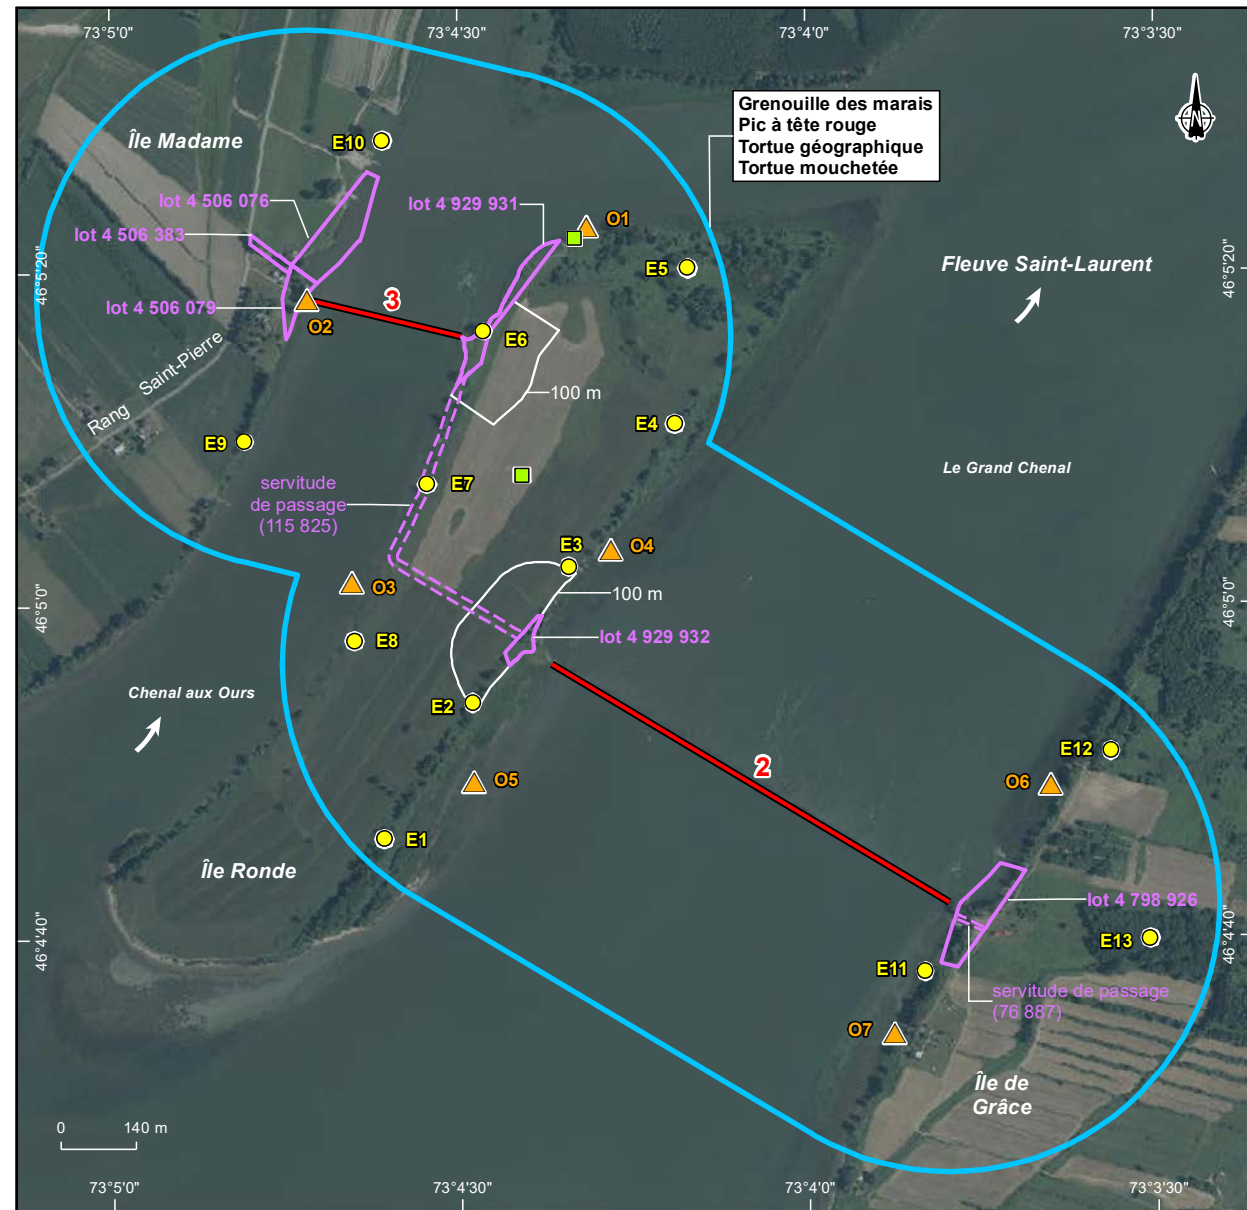 73°5'0"
73°4'30"
73°4'0"
73°3'30"
Grenouille des marais
Pic à tête rouge
Tortue géographique
Tortue mouchetée
Île Madame
E10
lot 4 506 076
lot 4 929 931
lot 4 506 383
O1
E5
Fleuve Saint-Laurent
46°5'20"
46°5'20"
lot 4 506 079
3
O2
E6
Rang Saint-Pierre
100 m
E4
E9
Le Grand Chenal
servitude
de passage
(115 825)
E7
E3
O4
O3
100 m
46°5'0"
46°5'0"
E8
lot 4 929 932
Chenal aux Ours
E2
E12
2
O5
O6
E1
Île Ronde
lot 4 798 926
46°4'40"
46°4'40"
E13
E11
servitude de passage
(76 887)
O7
Île de
Grâce
0 140 m
73°5'0"
73°4'30"
73°4'0"
73°3'30"